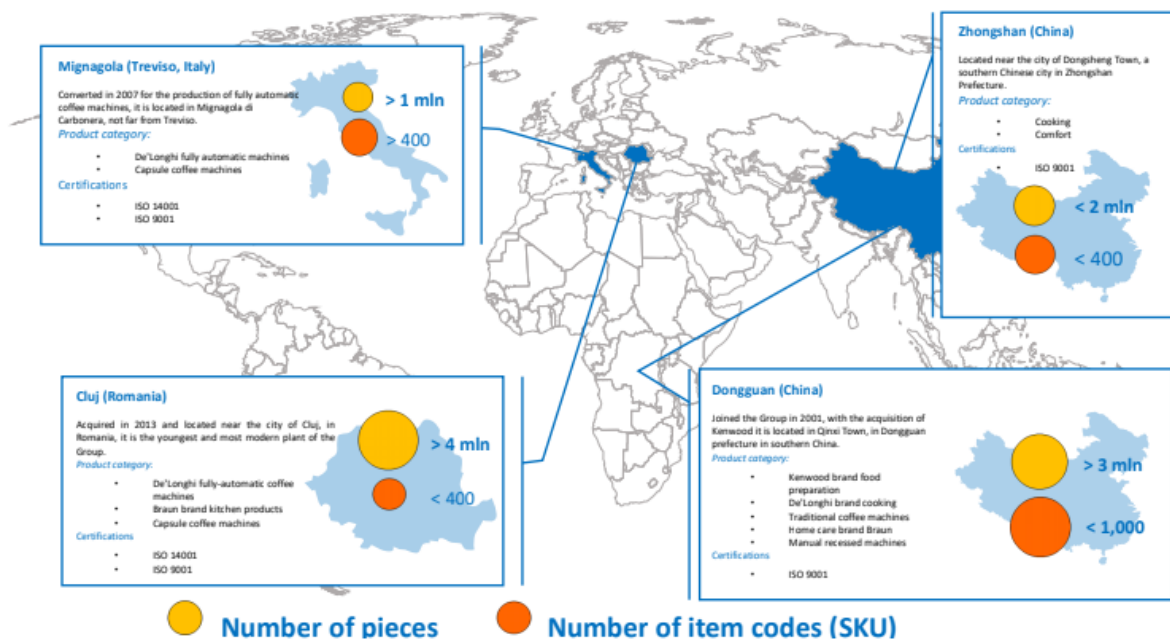 Mignagola (Treviso, Italy)
Converted in 2007 for the production of fully automatic
coffee machines, it is located in Mignagola di
Carbonera, not far from Treviso.
Product category:
• De'Longhi fully automatic machines
• Capsule coffee machines
Certifications
• ISO 14001
• ISO 9001
> 1 mln
> 400
Zhongshan (China)
Located near the city of Dongsheng Town, a
southern Chinese city in Zhongshan
Prefecture.
Product category:
• Cooking
• Comfort
Certifications
• ISO 9001
< 2 mln
< 400
Cluj (Romania)
Acquired in 2013 and located near the city of Cluj, in
Romania, it is the youngest and most modern plant of the
Group.
Product category:
• De'Longhi fully-automatic coffee
machines
• Braun brand kitchen products
• Capsule coffee machines
Certifications
• ISO 14001
• ISO 9001
> 4 mln
< 400
Dongguan (China)
Joined the Group in 2001, with the acquisition of
Kenwood it is located in Qinxi Town, in Dongguan
prefecture in southern China.
Product category:
• Kenwood brand food
preparation
• De'Longhi brand cooking
• Traditional coffee machines
• Home care brand Braun
• Manual recessed machines
Certifications
• ISO 9001
> 3 mln
< 1,000
Number of pieces
Number of item codes (SKU)